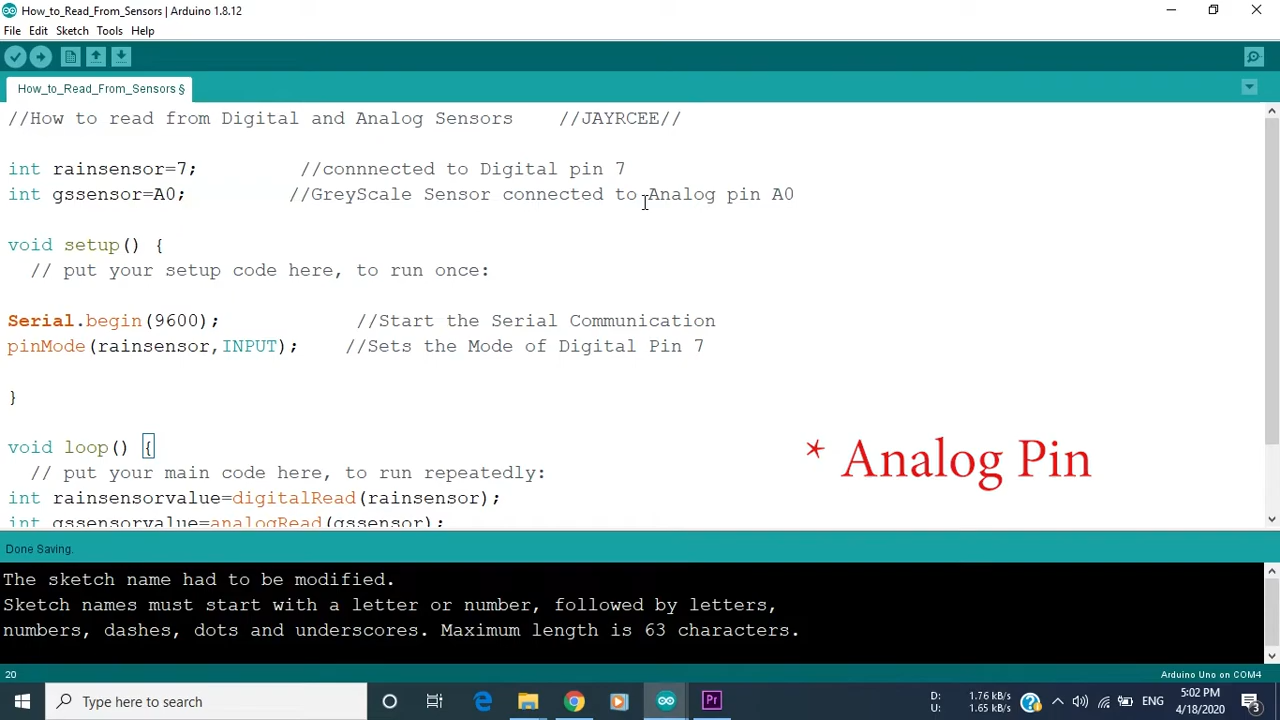 How_to_Read_From_Sensors | Arduino 1.8.12
File Edit Sketch Tools Help
How_to_Read_From_Sensors §
//How to read from Digital and Analog Sensors //JAYRCEE//
int rainsensor=7; //connnected to Digital pin 7
int gssensor=A0; //GreyScale Sensor connected to Analog pin A0
void setup() {
// put your setup code here, to run once:
Serial.begin(9600); //Start the Serial Communication
pinMode(rainsensor,INPUT); //Sets the Mode of Digital Pin 7
}
void loop() {
// put your main code here, to run repeatedly:
int rainsensorvalue=digitalRead(rainsensor);
int gssensorvalue=analogRead(gssensor);
* Analog Pin
Done Saving.
The sketch name had to be modified.
Sketch names must start with a letter or number, followed by letters,
numbers, dashes, dots and underscores. Maximum length is 63 characters.
20 Arduino Uno on COM4
Type here to search
D: 1.76 kB/s
U: 1.65 kB/s
ENG
5:02 PM
4/18/2020
3
Pr